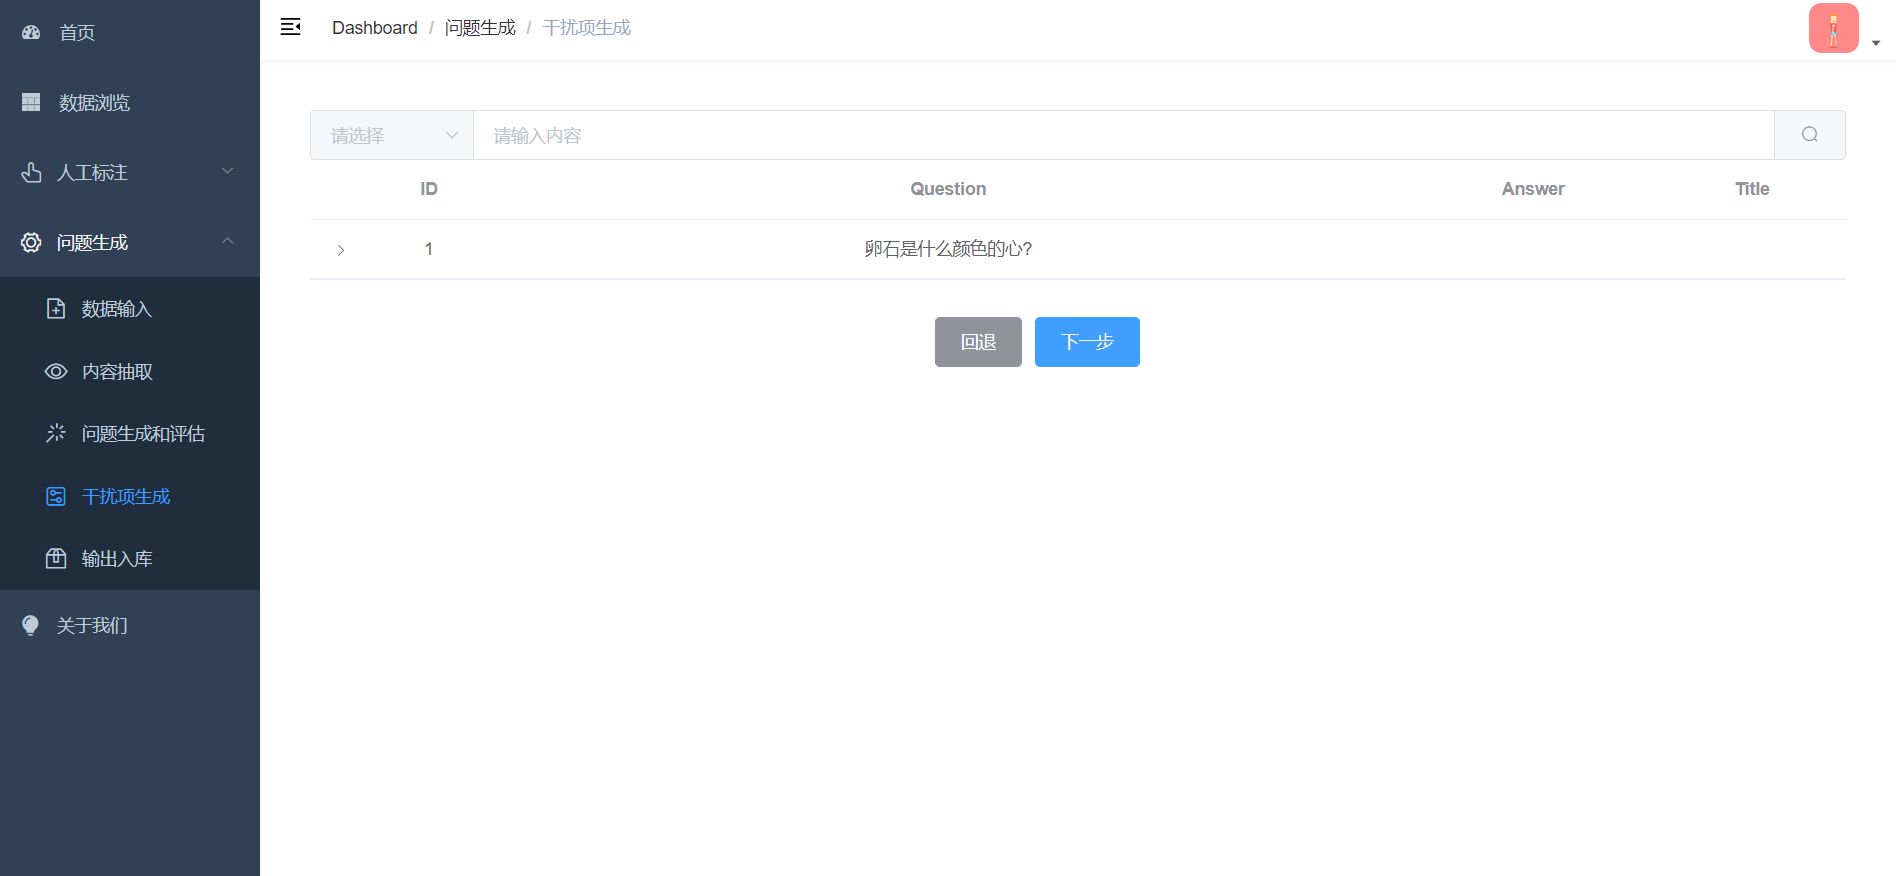 首页
数据浏览
人工标注
问题生成
数据输入
内容抽取
问题生成和评估
干扰项生成
输出入库
关于我们
Dashboard / 问题生成 / 干扰项生成
请选择 请输入内容
ID Question Answer Title
1 卵石是什么颜色的心?
回退 下一步